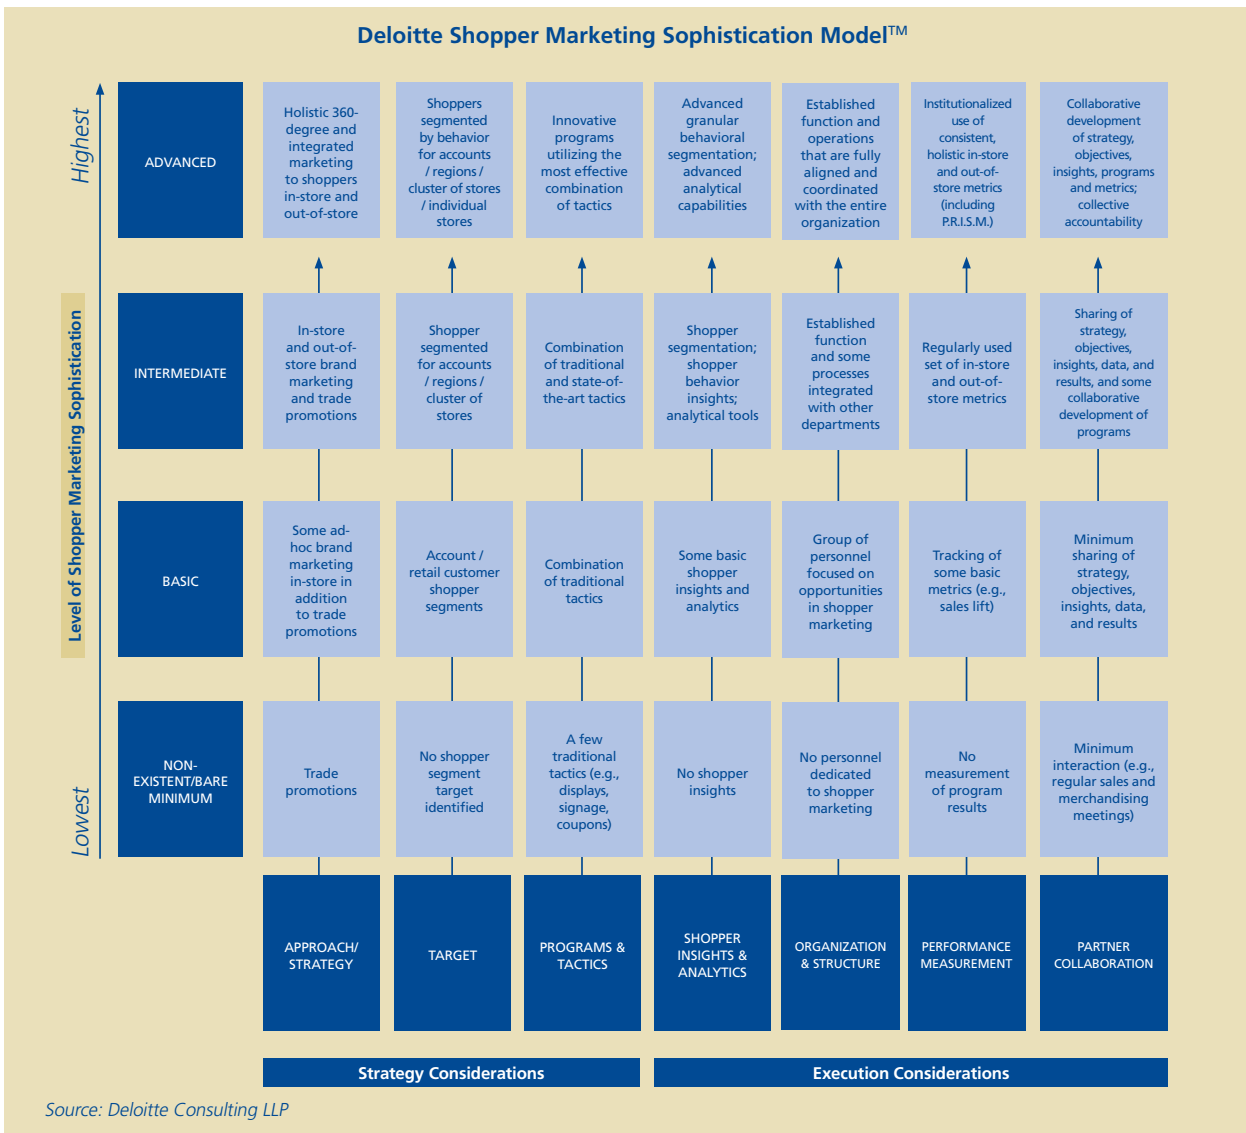 Deloitte Shopper Marketing Sophistication Model™
Highest
Level of Shopper Marketing Sophistication
Lowest
ADVANCED
Holistic 360-
degree and
integrated
marketing
to shoppers
in-store and
out-of-store
Shoppers
segmented
by behavior
for accounts
/ regions /
cluster of stores
/ individual
stores
Innovative
programs
utilizing the
most effective
combination
of tactics
Advanced
granular
behavioral
segmentation;
advanced
analytical
capabilities
Established
function and
operations
that are fully
aligned and
coordinated
with the entire
organization
Institutionalized
use of
consistent,
holistic in-store
and out-of-
store metrics
(including
P.R.I.S.M.)
Collaborative
development
of strategy,
objectives,
insights, programs
and metrics;
collective
accountability
INTERMEDIATE
In-store
and out-of-
store brand
marketing
and trade
promotions
Shopper
segmented
for accounts
/ regions /
cluster of
stores
Combination
of traditional
and state-of-
the-art tactics
Shopper
segmentation;
shopper
behavior
insights;
analytical tools
Established
function
and some
processes
integrated
with other
departments
Regularly used
set of in-store
and out-of-
store metrics
Sharing of
strategy,
objectives,
insights, data, and
results, and some
collaborative
development of
programs
BASIC
Some ad-
hoc brand
marketing
in-store in
addition
to trade
promotions
Account /
retail customer
shopper
segments
Combination
of traditional
tactics
Some basic
shopper
insights and
analytics
Group of
personnel
focused on
opportunities
in shopper
marketing
Tracking of
some basic
metrics (e.g.,
sales lift)
Minimum
sharing of
strategy,
objectives,
insights, data,
and results
NON-
EXISTENT/BARE
MINIMUM
Trade
promotions
No shopper
segment
target
identified
A few
traditional
tactics (e.g.,
displays,
signage,
coupons)
No shopper
insights
No personnel
dedicated
to shopper
marketing
No
measurement
of program
results
Minimum
interaction (e.g.,
regular sales and
merchandising
meetings)
APPROACH/
STRATEGY
TARGET
PROGRAMS &
TACTICS
SHOPPER
INSIGHTS &
ANALYTICS
ORGANIZATION
& STRUCTURE
PERFORMANCE
MEASUREMENT
PARTNER
COLLABORATION
Strategy Considerations
Execution Considerations
Source: Deloitte Consulting LLP